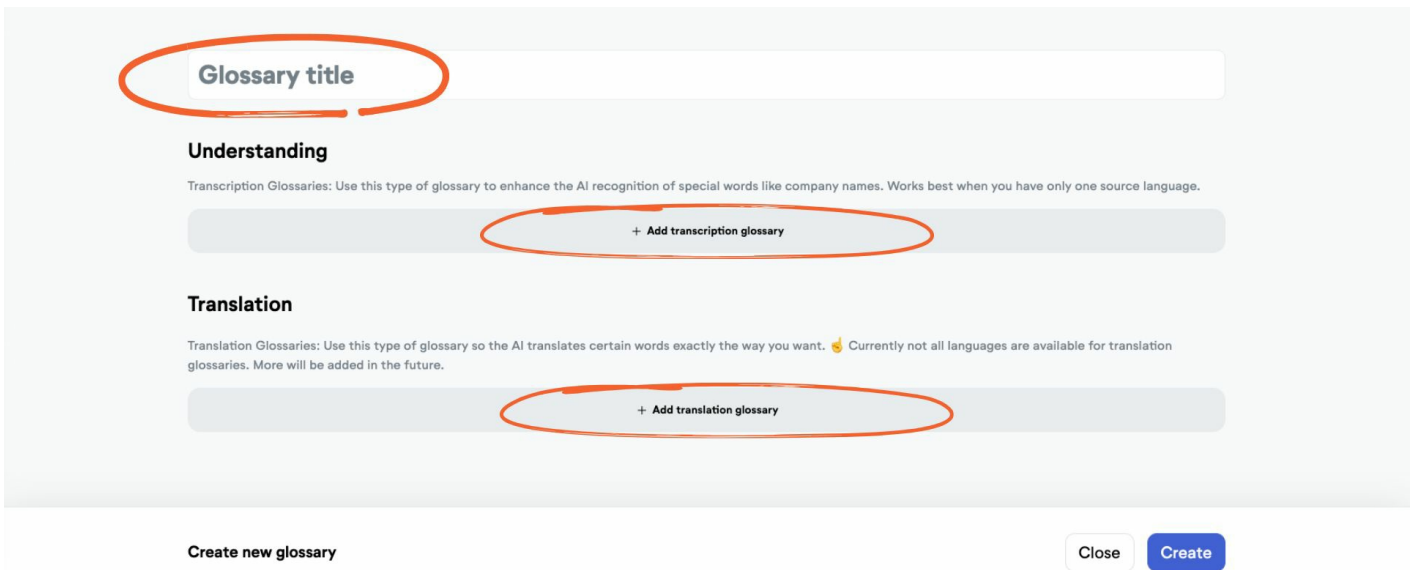 Glossary title
Understanding
Transcription Glossaries: Use this type of glossary to enhance the AI recognition of special words like company names. Works best when you have only one source language.
+ Add transcription glossary
Translation
Translation Glossaries: Use this type of glossary so the AI translates certain words exactly the way you want. ☝️ Currently not all languages are available for translation
glossaries. More will be added in the future.
+ Add translation glossary
Create new glossary
Close
Create